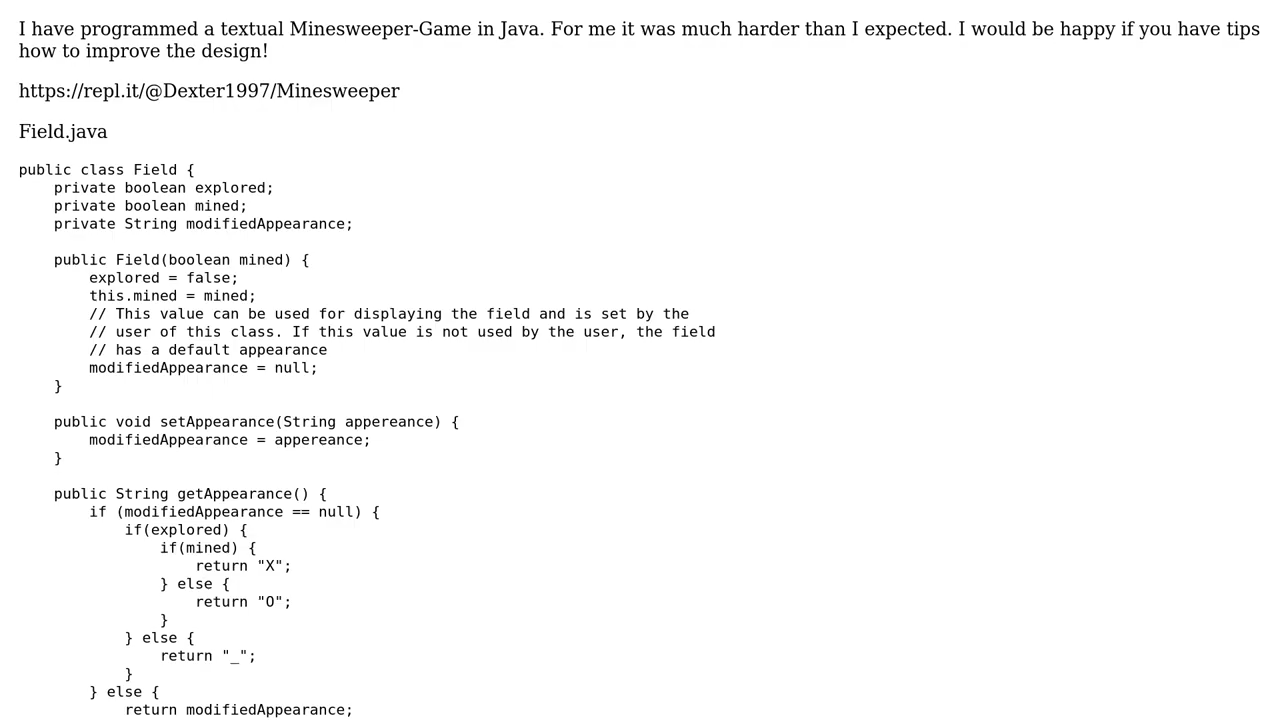 I have programmed a textual Minesweeper-Game in Java. For me it was much harder than I expected. I would be happy if you have tips
how to improve the design!
https://repl.it/@Dexter1997/Minesweeper
Field.java
public class Field {
    private boolean explored;
    private boolean mined;
    private String modifiedAppearance;
    public Field(boolean mined) {
        explored = false;
        this.mined = mined;
        // This value can be used for displaying the field and is set by the
        // user of this class. If this value is not used by the user, the field
        // has a default appearance
        modifiedAppearance = null;
    }
    public void setAppearance(String appereance) {
        modifiedAppearance = appereance;
    }
    public String getAppearance() {
        if (modifiedAppearance == null) {
            if(explored) {
                if(mined) {
                    return "X";
                } else {
                    return "O";
                }
            } else {
                return "_";
            }
        } else {
            return modifiedAppearance;